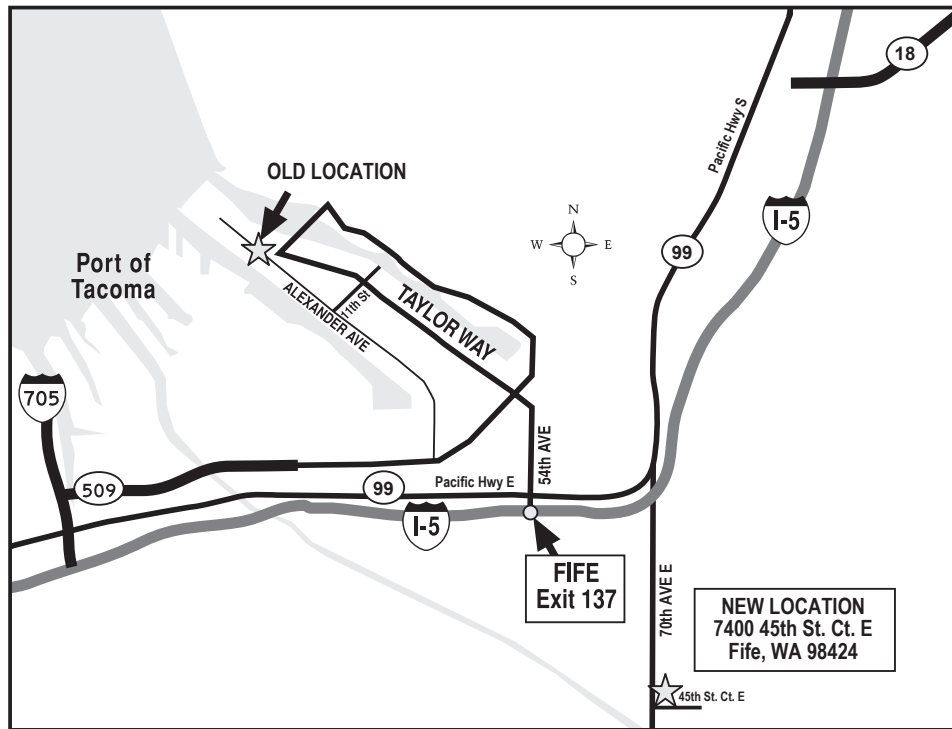 18
99
Pacific Hwy S
I-5
OLD LOCATION
N
W
E
S
Port of
Tacoma
11th St
ALEXANDER AVE
TAYLOR WAY
705
54th AVE
509
99
Pacific Hwy E
I-5
FIFE
Exit 137
70th AVE E
NEW LOCATION
7400 45th St. Ct. E
Fife, WA 98424
45th St. Ct. E